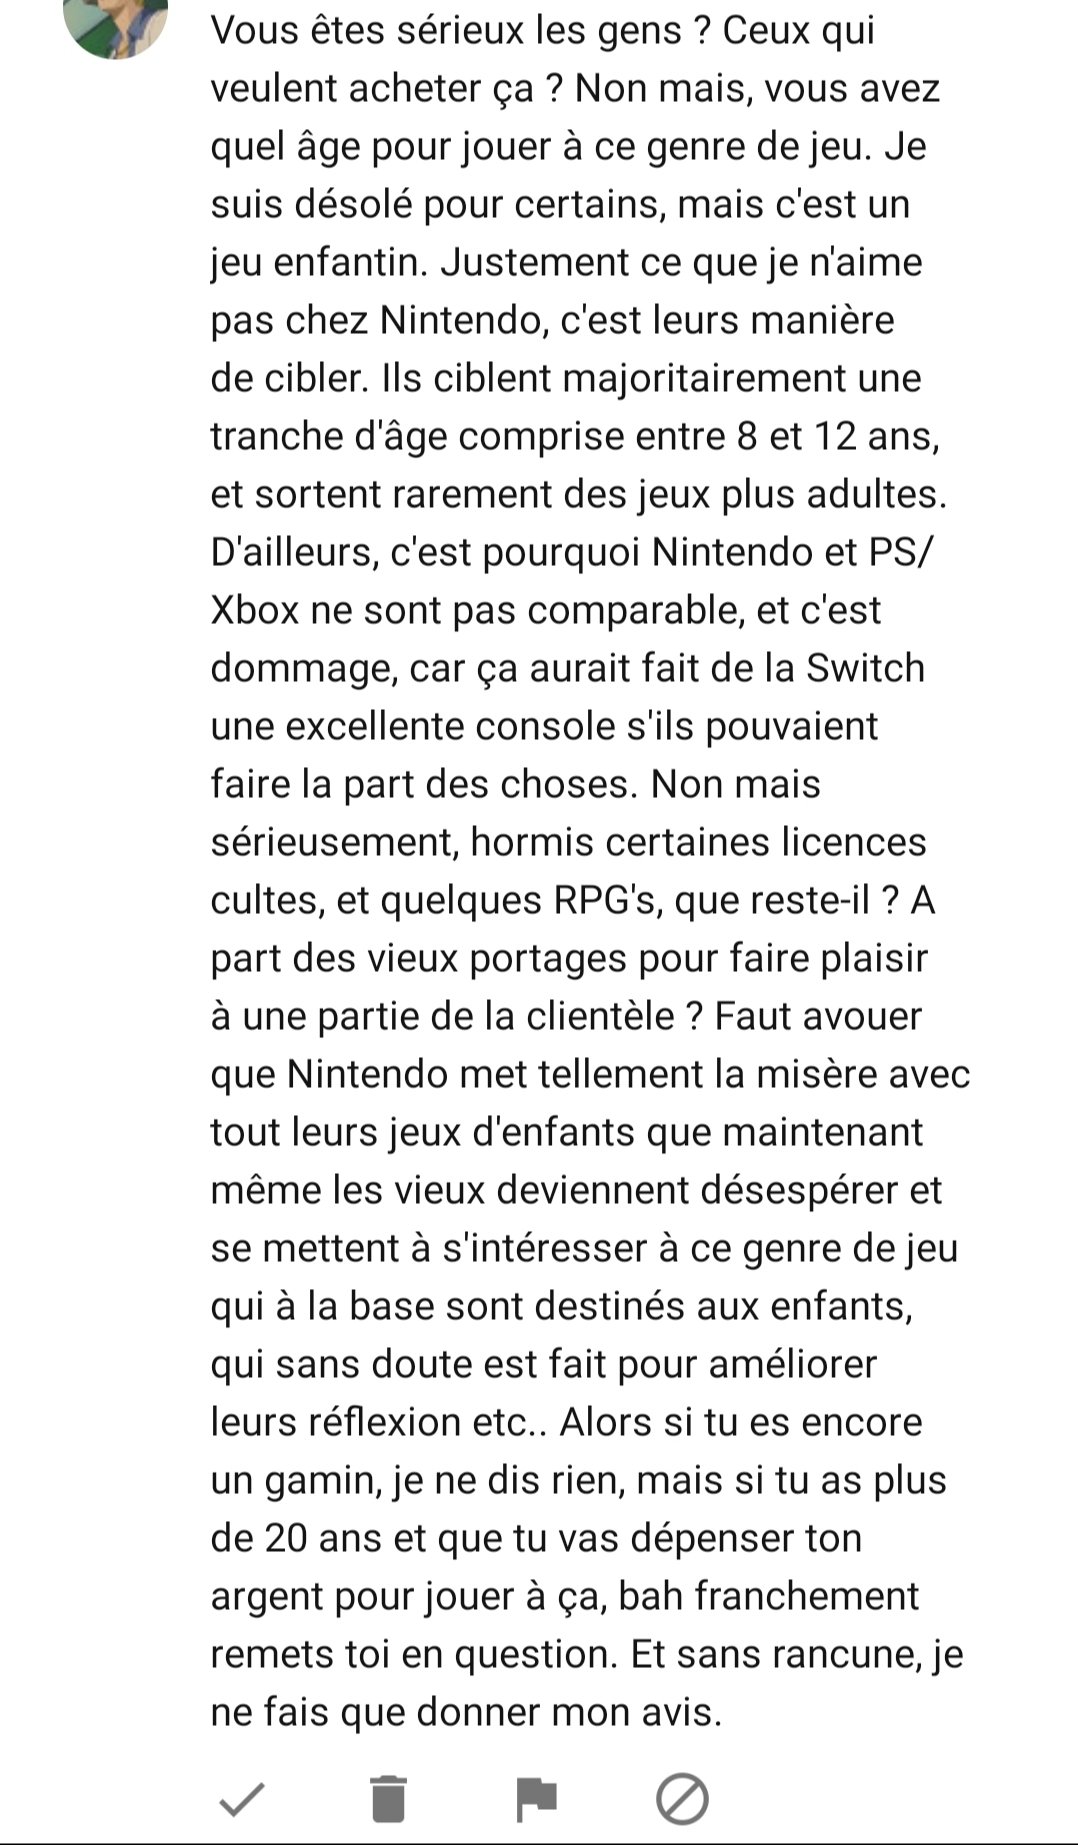 Vous êtes sérieux les gens ? Ceux qui
veulent acheter ça ? Non mais, vous avez
quel âge pour jouer à ce genre de jeu. Je
suis désolé pour certains, mais c'est un
jeu enfantin. Justement ce que je n'aime
pas chez Nintendo, c'est leurs manière
de cibler. Ils ciblent majoritairement une
tranche d'âge comprise entre 8 et 12 ans,
et sortent rarement des jeux plus adultes.
D'ailleurs, c'est pourquoi Nintendo et PS/
Xbox ne sont pas comparable, et c'est
dommage, car ça aurait fait de la Switch
une excellente console s'ils pouvaient
faire la part des choses. Non mais
sérieusement, hormis certaines licences
cultes, et quelques RPG's, que reste-il ? A
part des vieux portages pour faire plaisir
à une partie de la clientèle ? Faut avouer
que Nintendo met tellement la misère avec
tout leurs jeux d'enfants que maintenant
même les vieux deviennent désespérer et
se mettent à s'intéresser à ce genre de jeu
qui à la base sont destinés aux enfants,
qui sans doute est fait pour améliorer
leurs réflexion etc.. Alors si tu es encore
un gamin, je ne dis rien, mais si tu as plus
de 20 ans et que tu vas dépenser ton
argent pour jouer à ça, bah franchement
remets toi en question. Et sans rancune, je
ne fais que donner mon avis.